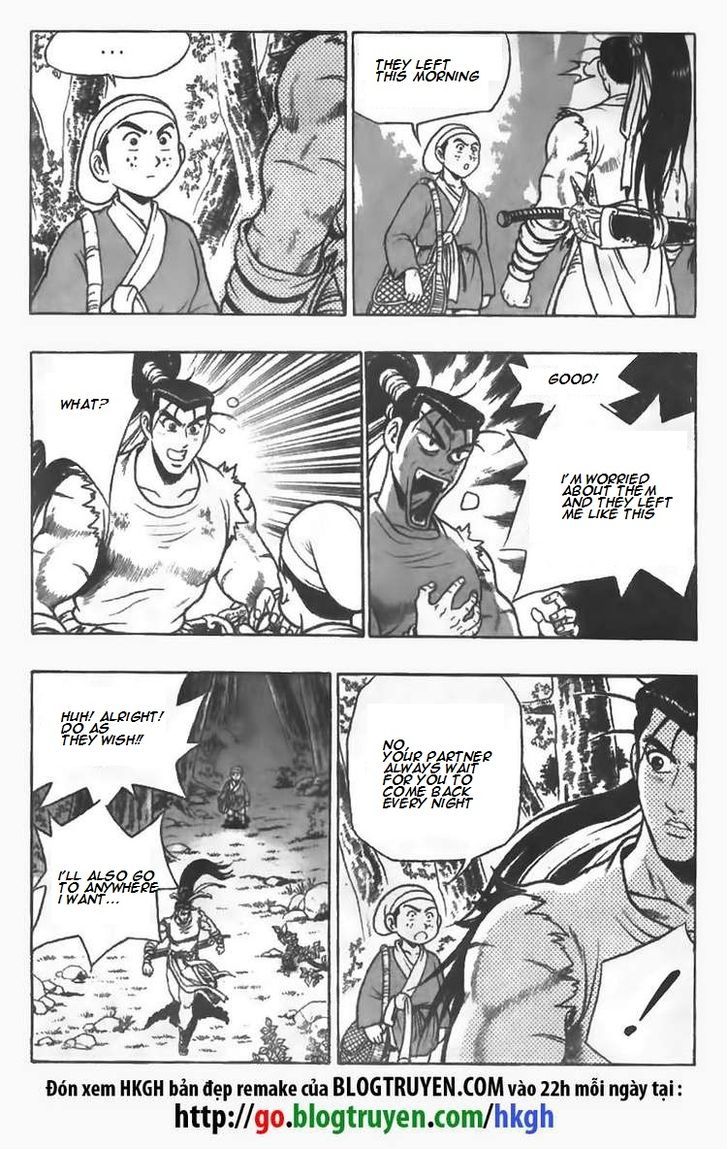 ...
THEY LEFT
THIS MORNING
WHAT?
GOOD!
I'M WORRIED
ABOUT THEM
AND THEY LEFT
ME LIKE THIS
HUH! ALRIGHT!
DO AS
THEY WISH!!
I'LL ALSO GO
TO ANYWHERE
I WANT...
NO,
YOUR PARTNER
ALWAYS WAIT
FOR YOU TO
COME BACK
EVERY NIGHT
!
Đón xem HKGH bản đẹp remake của BLOGTRUYEN.COM vào 22h mỗi ngày tại :
http://go.blogtruyen.com/hkgh